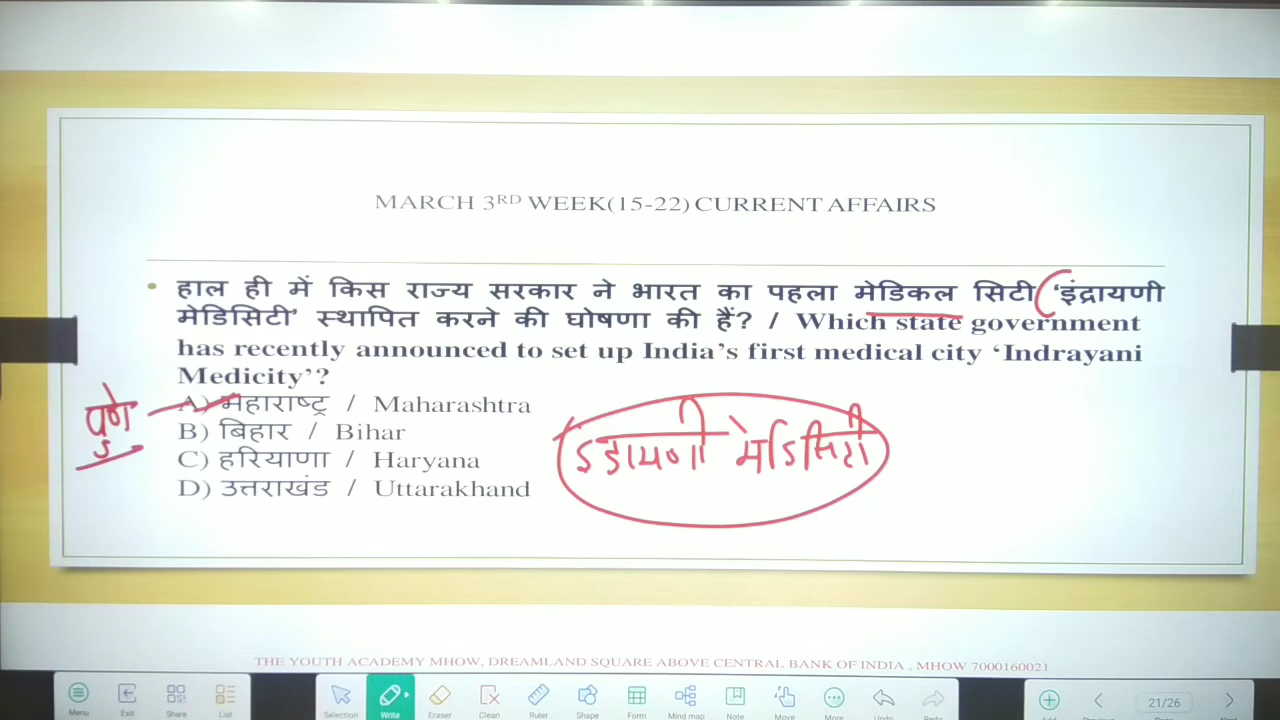 MARCH 3RD WEEK(15-22) CURRENT AFFAIRS
• हाल ही में किस राज्य सरकार ने भारत का पहला मेडिकल सिटी 'इंद्रायणी
मेडिसिटी' स्थापित करने की घोषणा की हैं? / Which state government
has recently announced to set up India's first medical city 'Indrayani
Medicity'?
पुणे
A) महाराष्ट्र / Maharashtra
B) बिहार / Bihar
C) हरियाणा / Haryana
D) उत्तराखंड / Uttarakhand
इंद्रायणी मेडिसिटी
THE YOUTH ACADEMY MHOW, DREAMLAND SQUARE ABOVE CENTRAL BANK OF INDIA , MHOW 7000160021
Menu Exit Share List Selection Write Eraser Clean Ruler Shape Form Mind map Note Move More Undo Redo 21/26